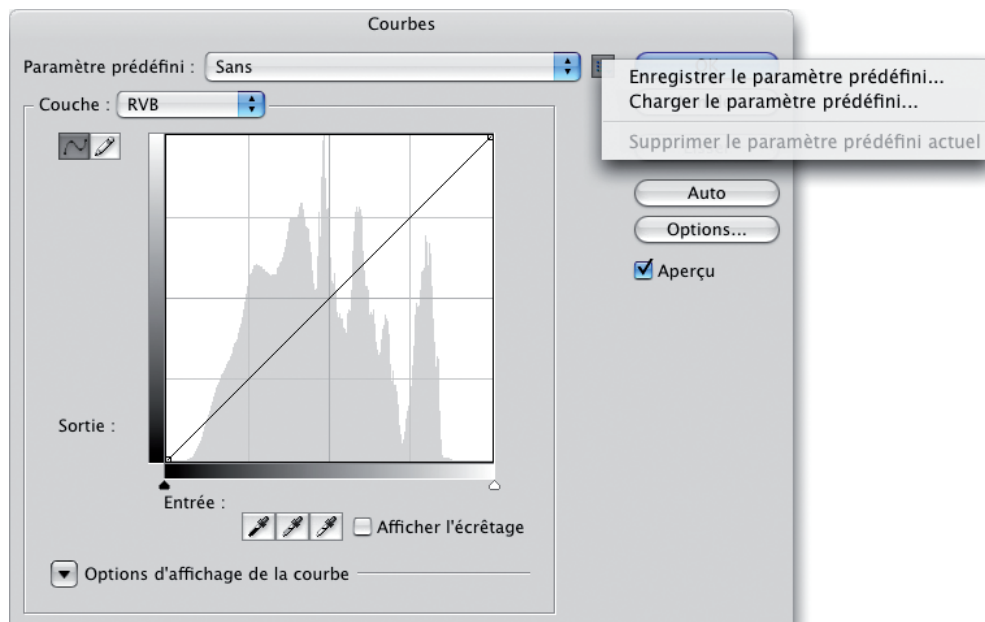 Courbes
Paramètre prédéfini : Sans
Enregistrer le paramètre prédéfini...
Charger le paramètre prédéfini...
Supprimer le paramètre prédéfini actuel
Couche : RVB
Auto
Options...
Aperçu
Sortie :
Entrée :
Afficher l'écrêtage
Options d'affichage de la courbe